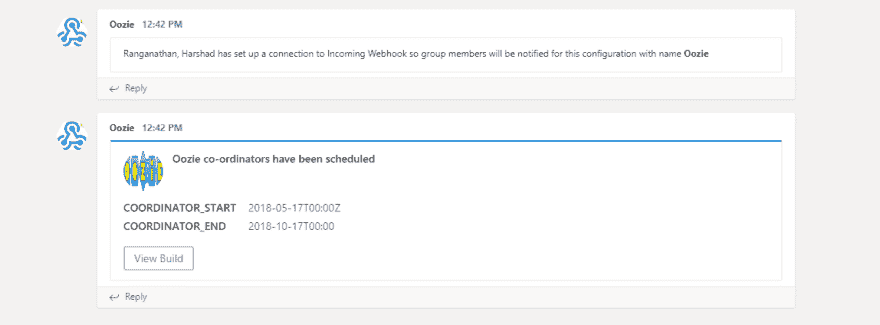 Oozie 12:42 PM
Ranganathan, Harshad has set up a connection to Incoming Webhook so group members will be notified for this configuration with name Oozie
Reply
Oozie 12:42 PM
Oozie co-ordinators have been scheduled
COORDINATOR_START 2018-05-17T00:00Z
COORDINATOR_END 2018-10-17T00:00
View Build
Reply